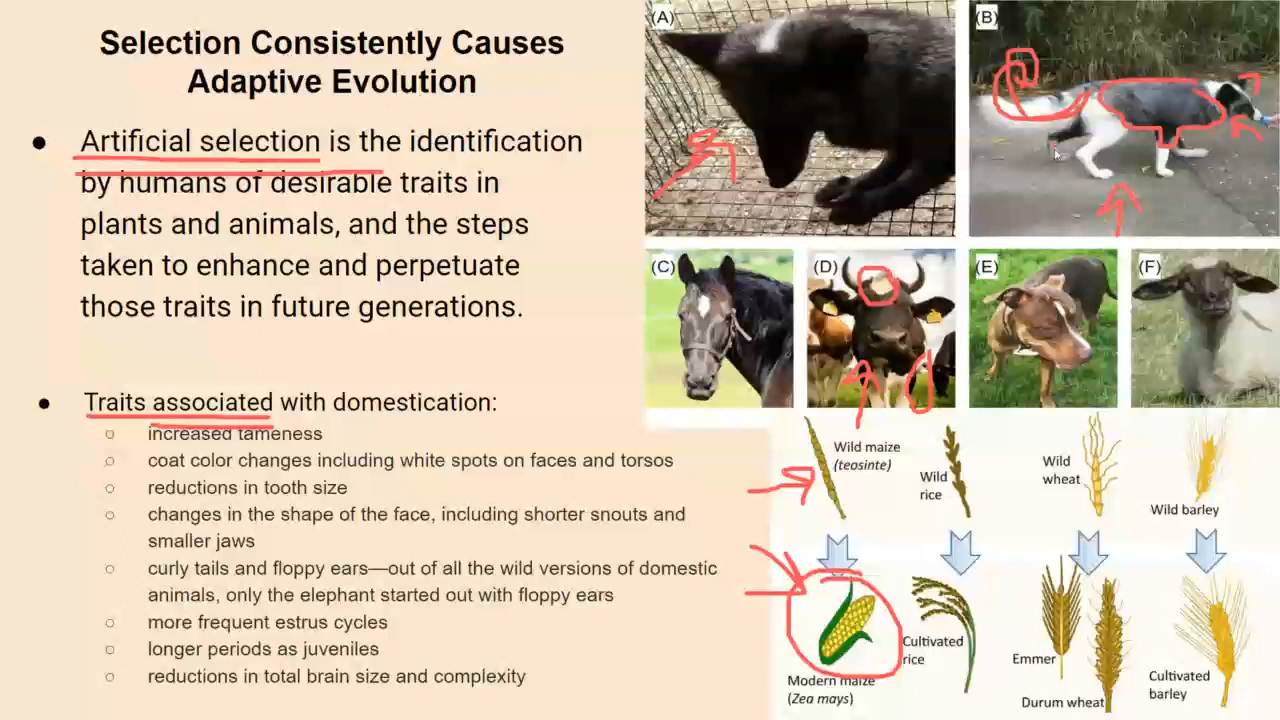 Selection Consistently Causes
Adaptive Evolution
● Artificial selection is the identification
by humans of desirable traits in
plants and animals, and the steps
taken to enhance and perpetuate
those traits in future generations.
● Traits associated with domestication:
○ increased tameness
○ coat color changes including white spots on faces and torsos
○ reductions in tooth size
○ changes in the shape of the face, including shorter snouts and
smaller jaws
○ curly tails and floppy ears—out of all the wild versions of domestic
animals, only the elephant started out with floppy ears
○ more frequent estrus cycles
○ longer periods as juveniles
○ reductions in total brain size and complexity
(A)
(B)
(C)
(D)
(E)
(F)
Wild maize
(teosinte)
Wild
rice
Wild
wheat
Wild barley
Modern maize
(Zea mays)
Cultivated
rice
Emmer
Durum wheat
Cultivated
barley